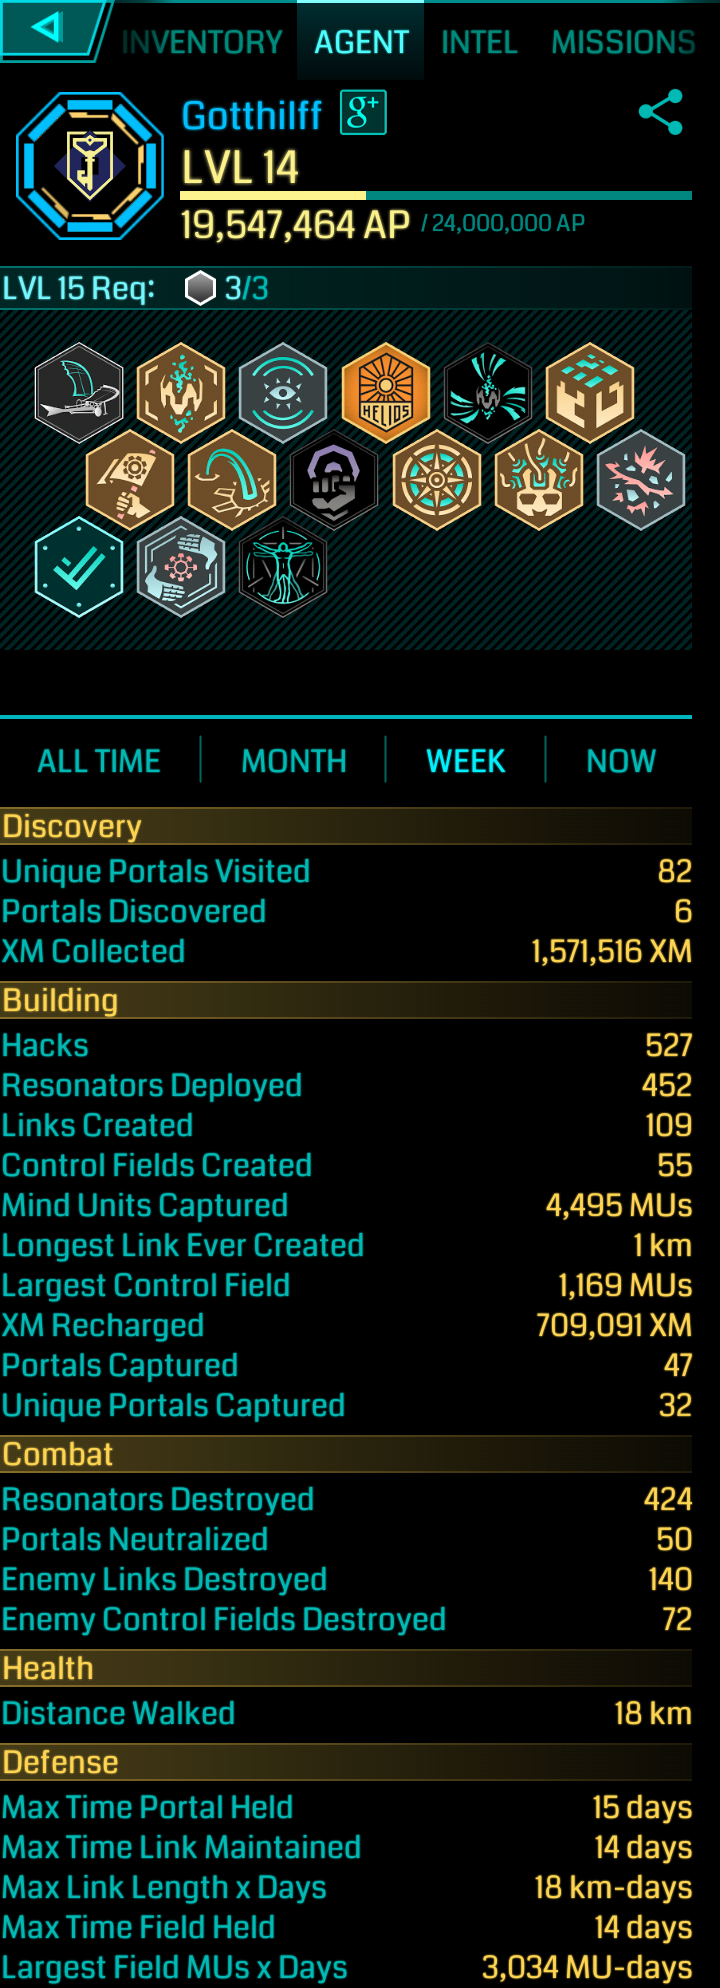 INVENTORY AGENT INTEL MISSIONS
Gotthilff g+
LVL 14
19,547,464 AP / 24,000,000 AP
LVL 15 Req: 3/3
HELIOS
ALL TIME MONTH WEEK NOW
Discovery
Unique Portals Visited 82
Portals Discovered 6
XM Collected 1,571,516 XM
Building
Hacks 527
Resonators Deployed 452
Links Created 109
Control Fields Created 55
Mind Units Captured 4,495 MUs
Longest Link Ever Created 1 km
Largest Control Field 1,169 MUs
XM Recharged 709,091 XM
Portals Captured 47
Unique Portals Captured 32
Combat
Resonators Destroyed 424
Portals Neutralized 50
Enemy Links Destroyed 140
Enemy Control Fields Destroyed 72
Health
Distance Walked 18 km
Defense
Max Time Portal Held 15 days
Max Time Link Maintained 14 days
Max Link Length x Days 18 km-days
Max Time Field Held 14 days
Largest Field MUs x Days 3,034 MU-days